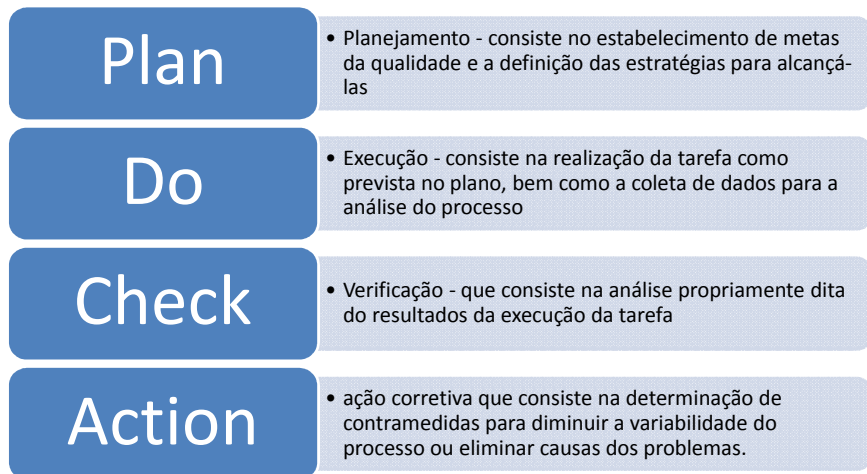 Plan
• Planejamento - consiste no estabelecimento de metas
da qualidade e a definição das estratégias para alcançá-
las
Do
• Execução - consiste na realização da tarefa como
prevista no plano, bem como a coleta de dados para a
análise do processo
Check
• Verificação - que consiste na análise propriamente dita
do resultados da execução da tarefa
Action
• ação corretiva que consiste na determinação de
contramedidas para diminuir a variabilidade do
processo ou eliminar causas dos problemas.